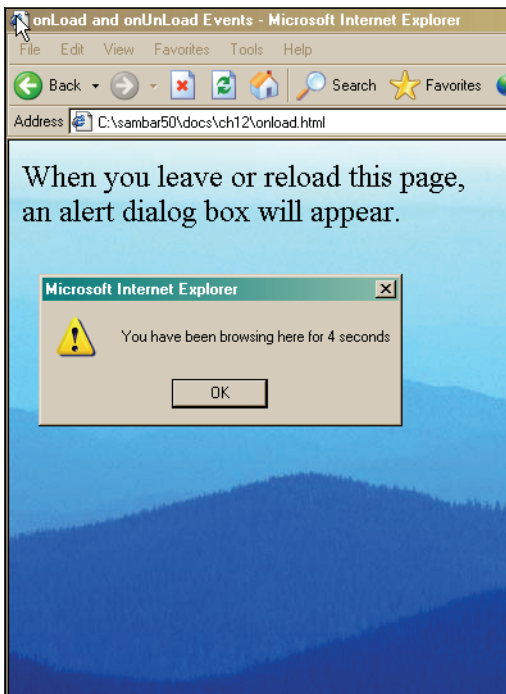 onLoad and onUnLoad Events - Microsoft Internet Explorer
File Edit View Favorites Tools Help
Back Search Favorites
Address C:\sambar50\docs\ch12\onload.html
When you leave or reload this page,
an alert dialog box will appear.
Microsoft Internet Explorer
You have been browsing here for 4 seconds
OK